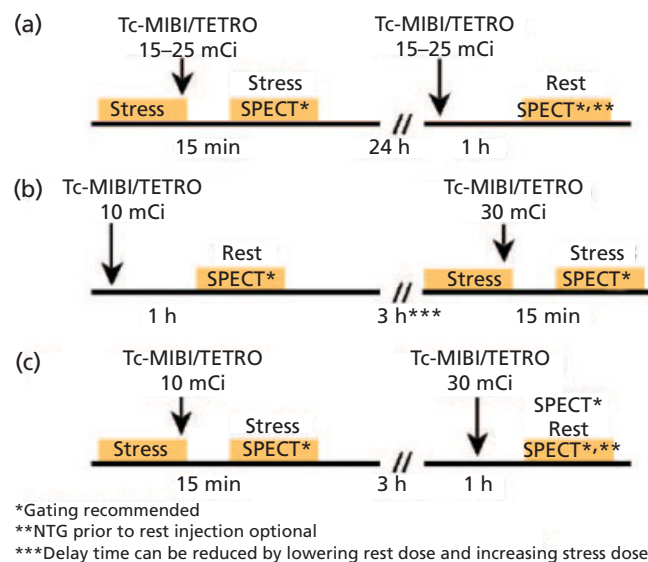 (a)
Tc-MIBI/TETRO
15–25 mCi
Tc-MIBI/TETRO
15–25 mCi
Stress
Rest
Stress
SPECT*
SPECT*,**
15 min
24 h
1 h
(b)
Tc-MIBI/TETRO
10 mCi
Tc-MIBI/TETRO
30 mCi
Rest
Stress
SPECT*
Stress
SPECT*
1 h
3 h***
15 min
(c)
Tc-MIBI/TETRO
10 mCi
Tc-MIBI/TETRO
30 mCi
SPECT*
Stress
Rest
Stress
SPECT*
SPECT*,**
15 min
3 h
1 h
*Gating recommended
**NTG prior to rest injection optional
***Delay time can be reduced by lowering rest dose and increasing stress dose